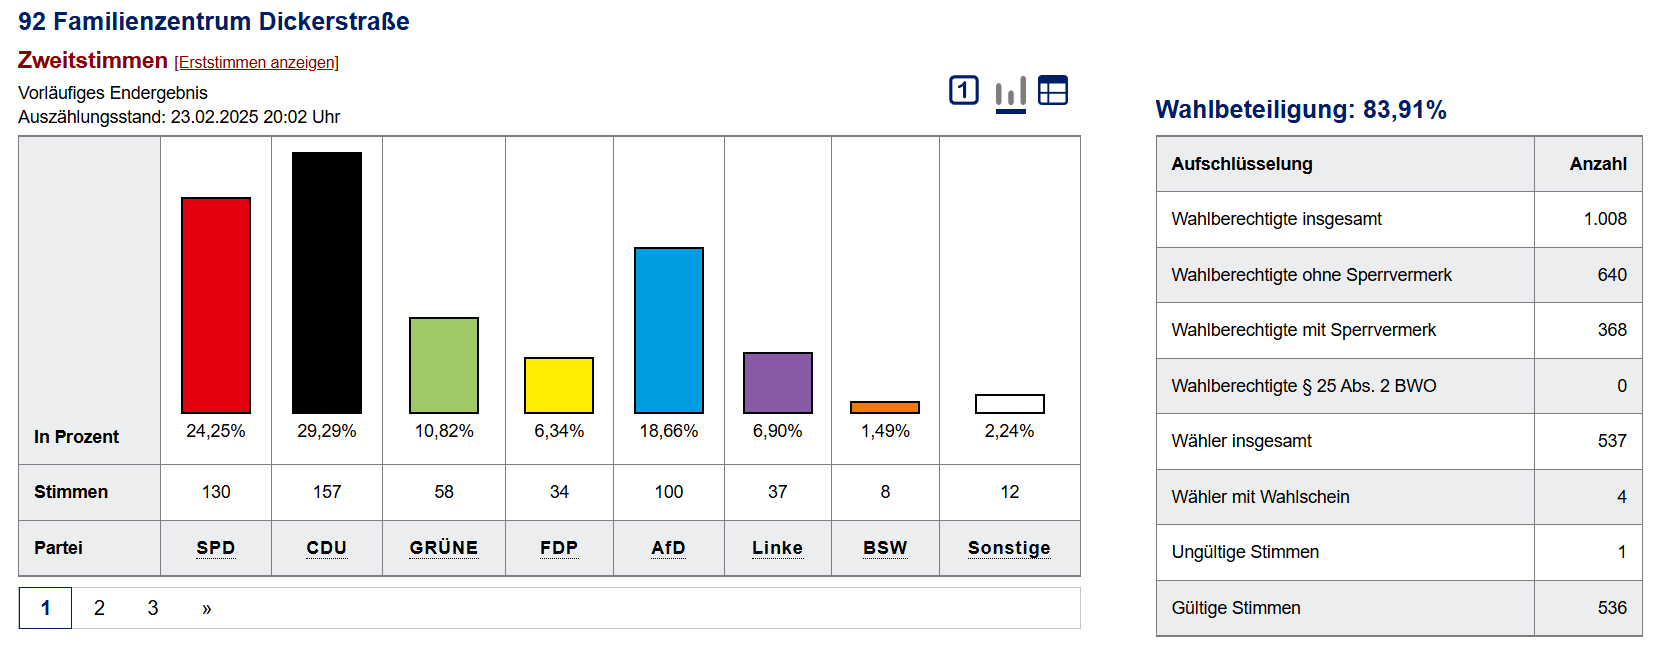 92 Familienzentrum Dickerstraße
Zweitstimmen [Erststimmen anzeigen]
Vorläufiges Endergebnis
Auszählungsstand: 23.02.2025 20:02 Uhr
1
In Prozent 24,25% 29,29% 10,82% 6,34% 18,66% 6,90% 1,49% 2,24%
Stimmen 130 157 58 34 100 37 8 12
Partei SPD CDU GRÜNE FDP AfD Linke BSW Sonstige
1 2 3 »
Wahlbeteiligung: 83,91%
Aufschlüsselung Anzahl
Wahlberechtigte insgesamt 1.008
Wahlberechtigte ohne Sperrvermerk 640
Wahlberechtigte mit Sperrvermerk 368
Wahlberechtigte § 25 Abs. 2 BWO 0
Wähler insgesamt 537
Wähler mit Wahlschein 4
Ungültige Stimmen 1
Gültige Stimmen 536